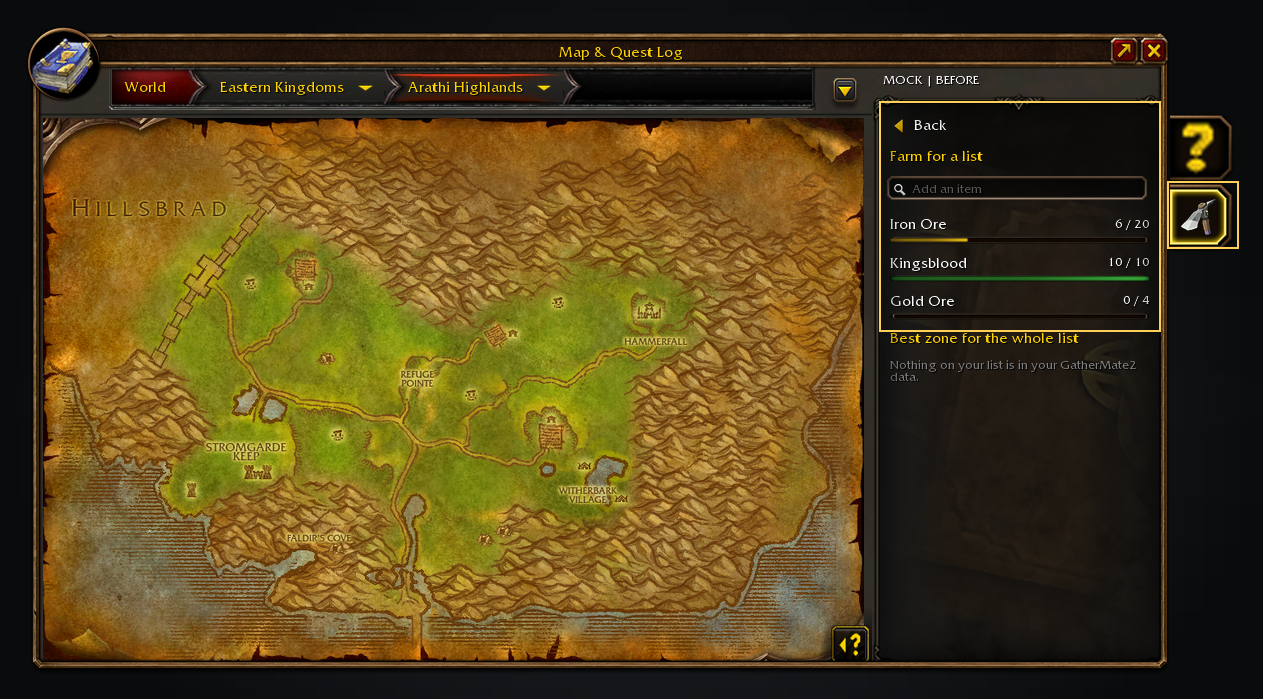 Map & Quest Log
World
Eastern Kingdoms
Arathi Highlands
MOCK | BEFORE
Back
Farm for a list
Add an item
Iron Ore 6 / 20
Kingsblood 10 / 10
Gold Ore 0 / 4
Best zone for the whole list
Nothing on your list is in your GatherMate2
data.
HILLSBRAD
HAMMERFALL
REFUGE
POINTE
STROMGARDE
KEEP
WITHERBARK
VILLAGE
FALDIR'S COVE